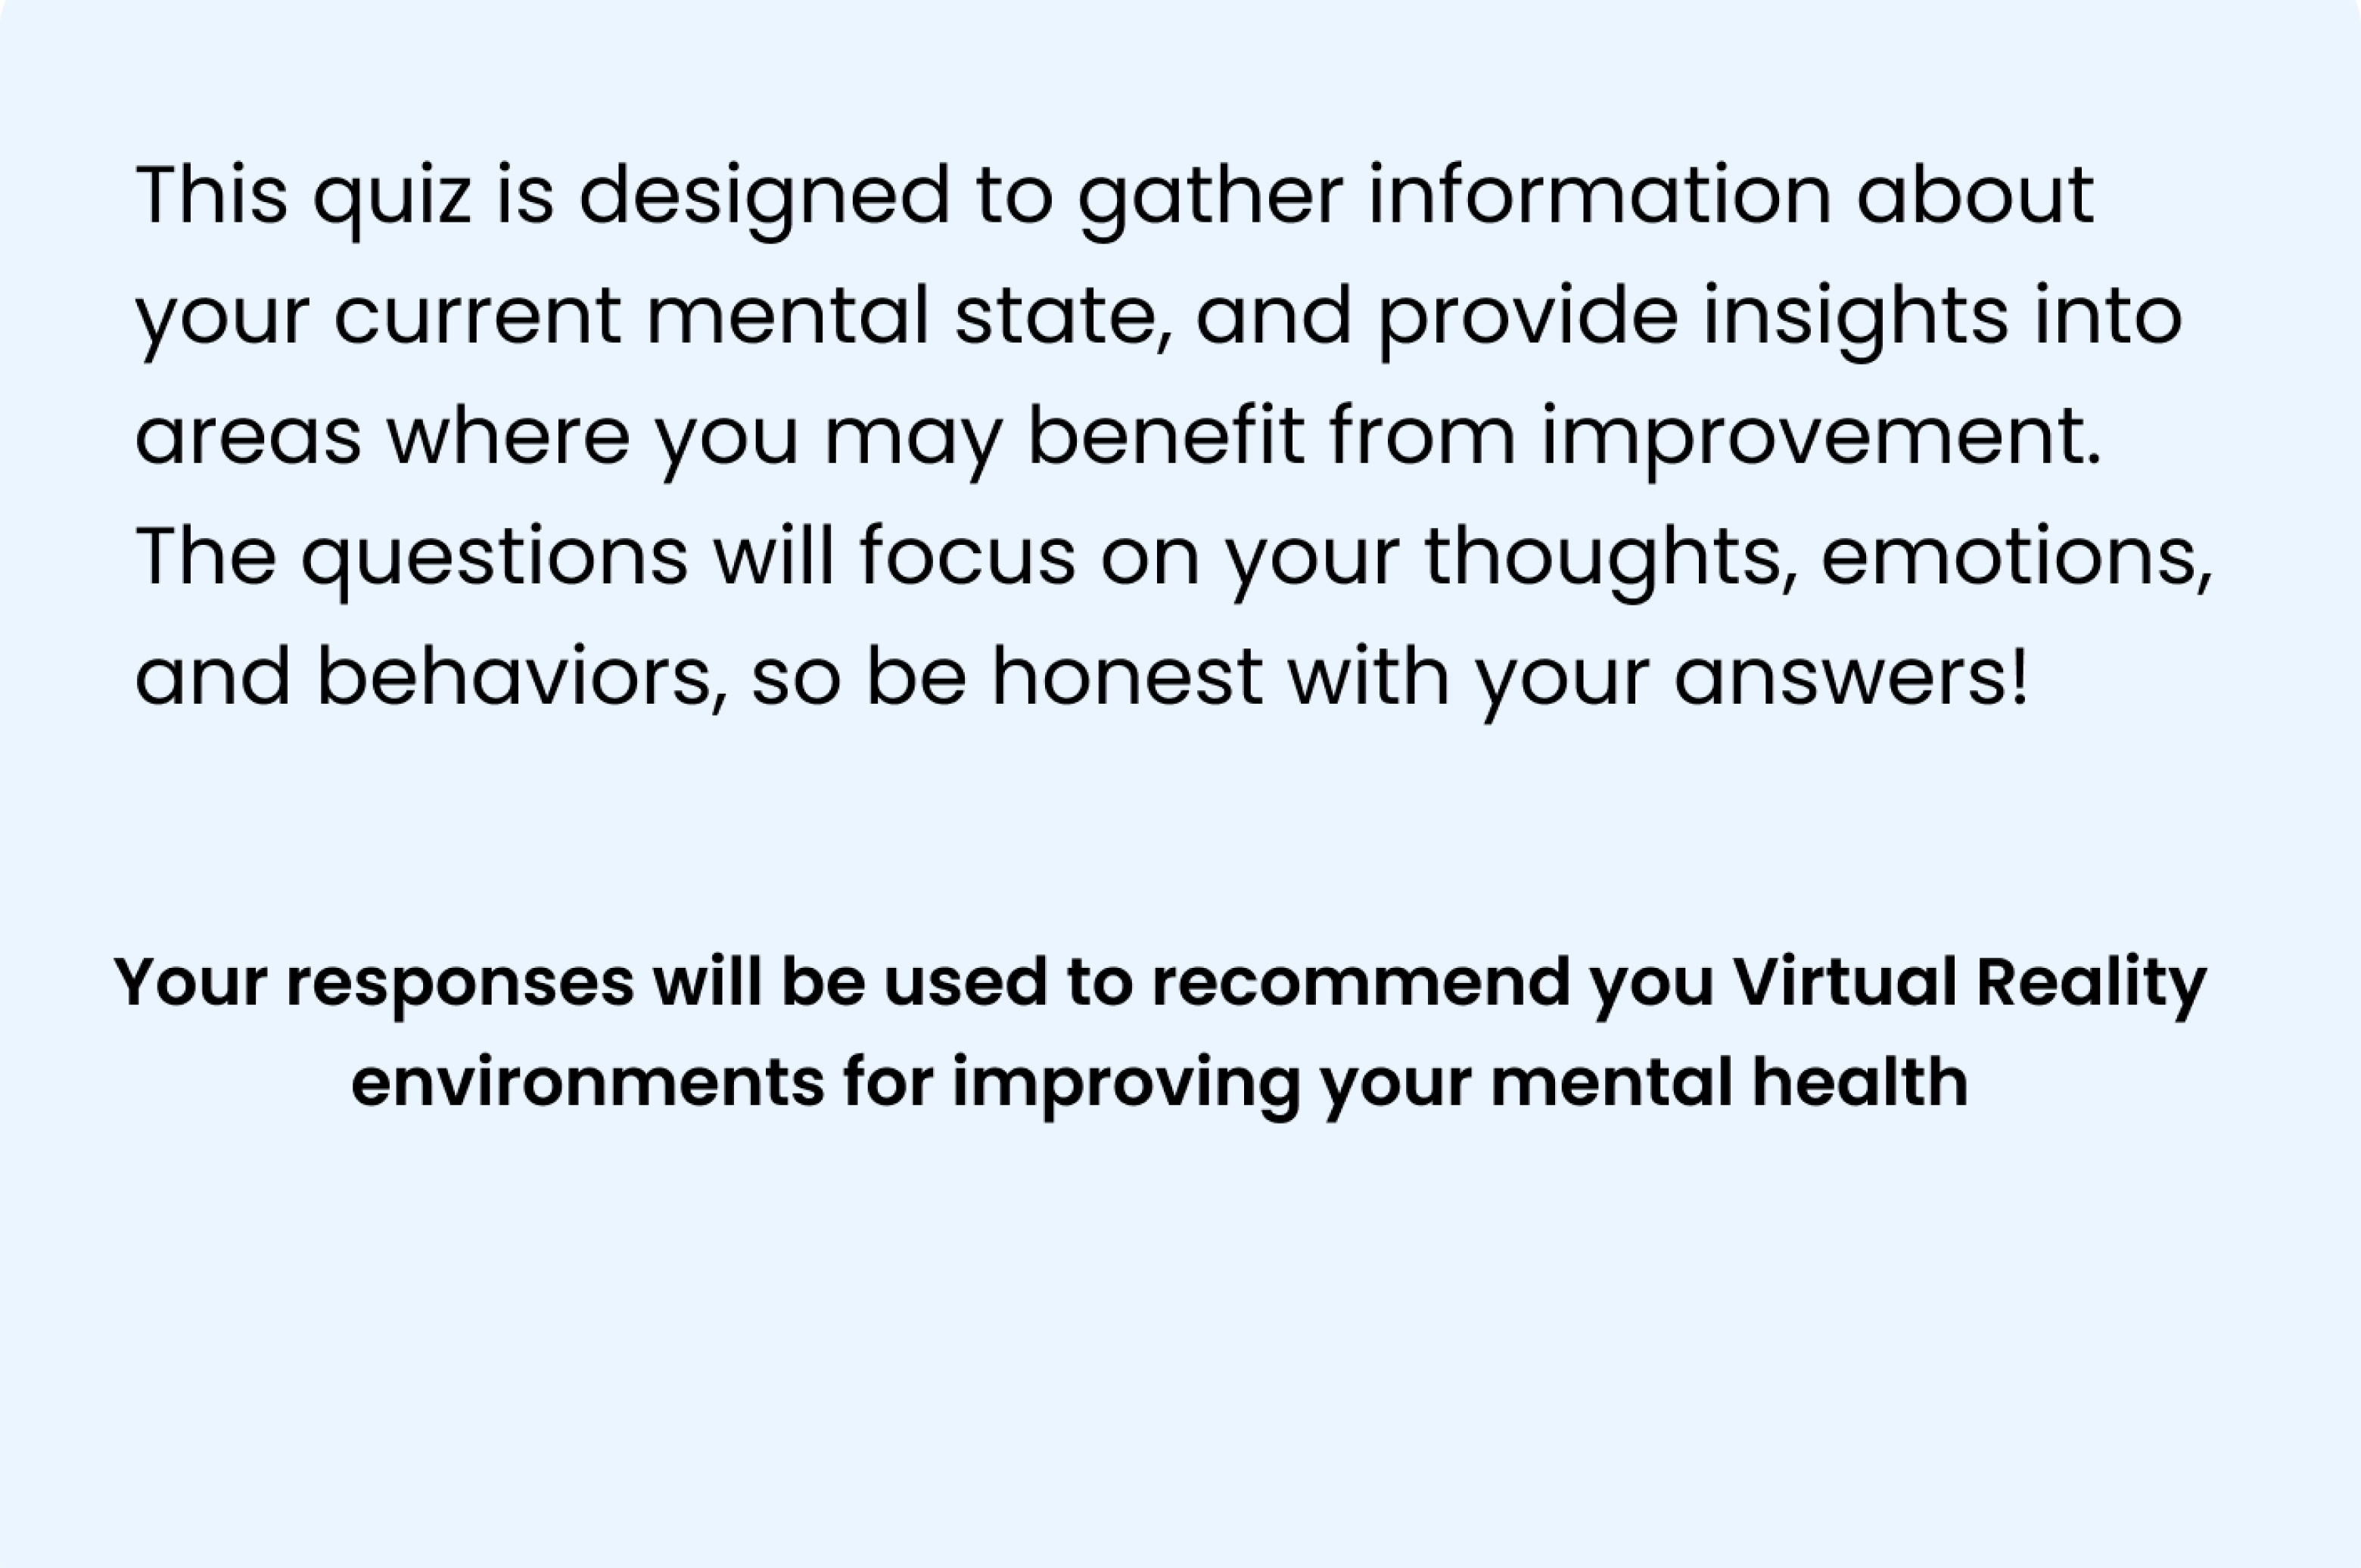 This quiz is designed to gather information about
your current mental state, and provide insights into
areas where you may benefit from improvement.
The questions will focus on your thoughts, emotions,
and behaviors, so be honest with your answers!
Your responses will be used to recommend you Virtual Reality
environments for improving your mental health